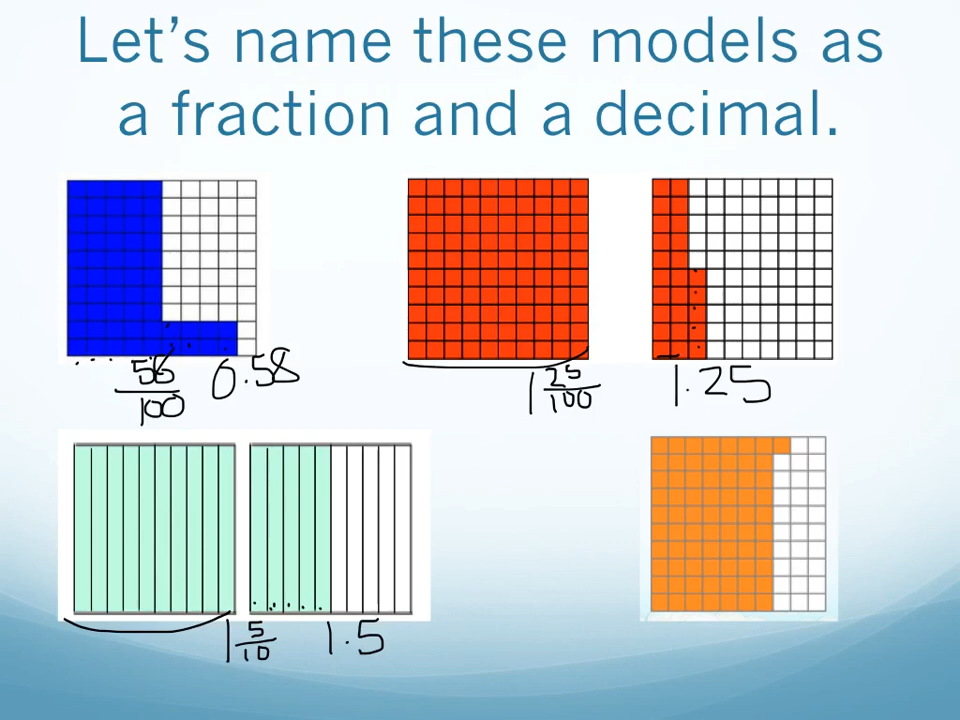 Let's name these models as
a fraction and a decimal.
58/100 0.58
1 25/100 1.25
1 5/10 1.5